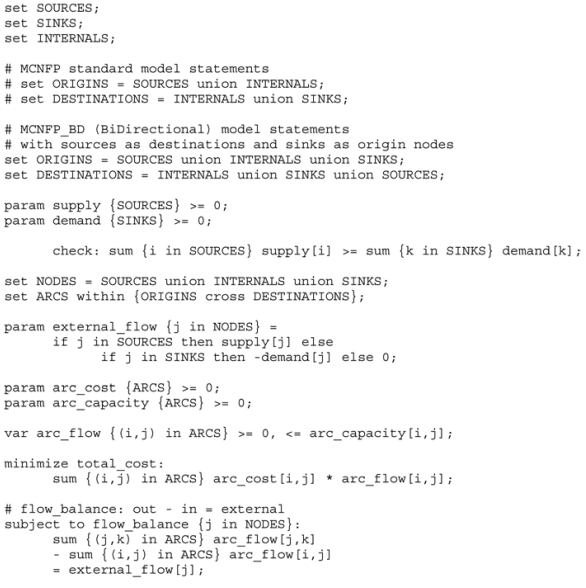 set SOURCES;
set SINKS;
set INTERNALS;

# MCNFP standard model statements
# set ORIGINS = SOURCES union INTERNALS;
# set DESTINATIONS = INTERNALS union SINKS;

# MCNFP_BD (BiDirectional) model statements
# with sources as destinations and sinks as origin nodes
set ORIGINS = SOURCES union INTERNALS union SINKS;
set DESTINATIONS = INTERNALS union SINKS union SOURCES;

param supply {SOURCES} >= 0;
param demand {SINKS} >= 0;

      check: sum {i in SOURCES} supply[i] >= sum {k in SINKS} demand[k];

set NODES = SOURCES union INTERNALS union SINKS;
set ARCS within {ORIGINS cross DESTINATIONS};

param external_flow {j in NODES} =
      if j in SOURCES then supply[j] else
            if j in SINKS then -demand[j] else 0;

param arc_cost {ARCS} >= 0;
param arc_capacity {ARCS} >= 0;

var arc_flow {(i,j) in ARCS} >= 0, <= arc_capacity[i,j];

minimize total_cost:
      sum {(i,j) in ARCS} arc_cost[i,j] * arc_flow[i,j];

# flow_balance: out - in = external
subject to flow_balance {j in NODES}:
      sum {(j,k) in ARCS} arc_flow[j,k]
      - sum {(i,j) in ARCS} arc_flow[i,j]
      = external_flow[j];